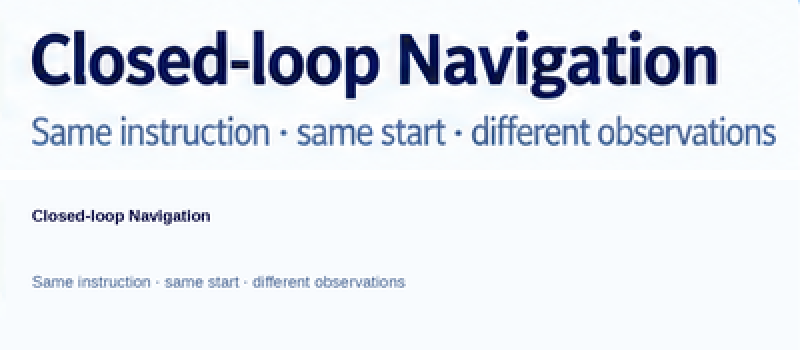 Closed-loop Navigation
Same instruction · same start · different observations
Closed-loop Navigation
Same instruction · same start · different observations